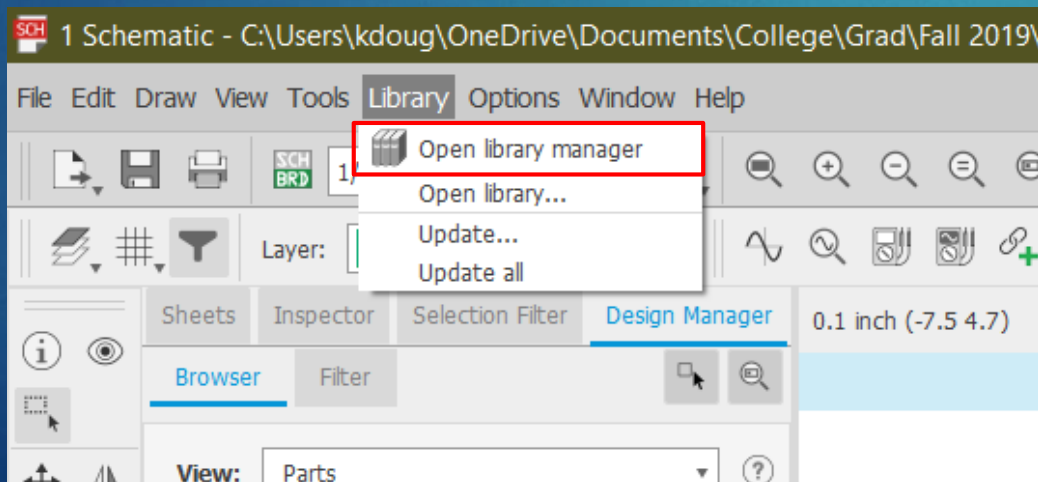 SCH 1 Schematic - C:\Users\kdoug\OneDrive\Documents\College\Grad\Fall 2019\
File Edit Draw View Tools Library Options Window Help
Open library manager
SCH
BRD 1/
Open library...
Layer:
Update...
Update all
Sheets Inspector Selection Filter Design Manager
0.1 inch (-7.5 4.7)
Browser Filter
View: Parts